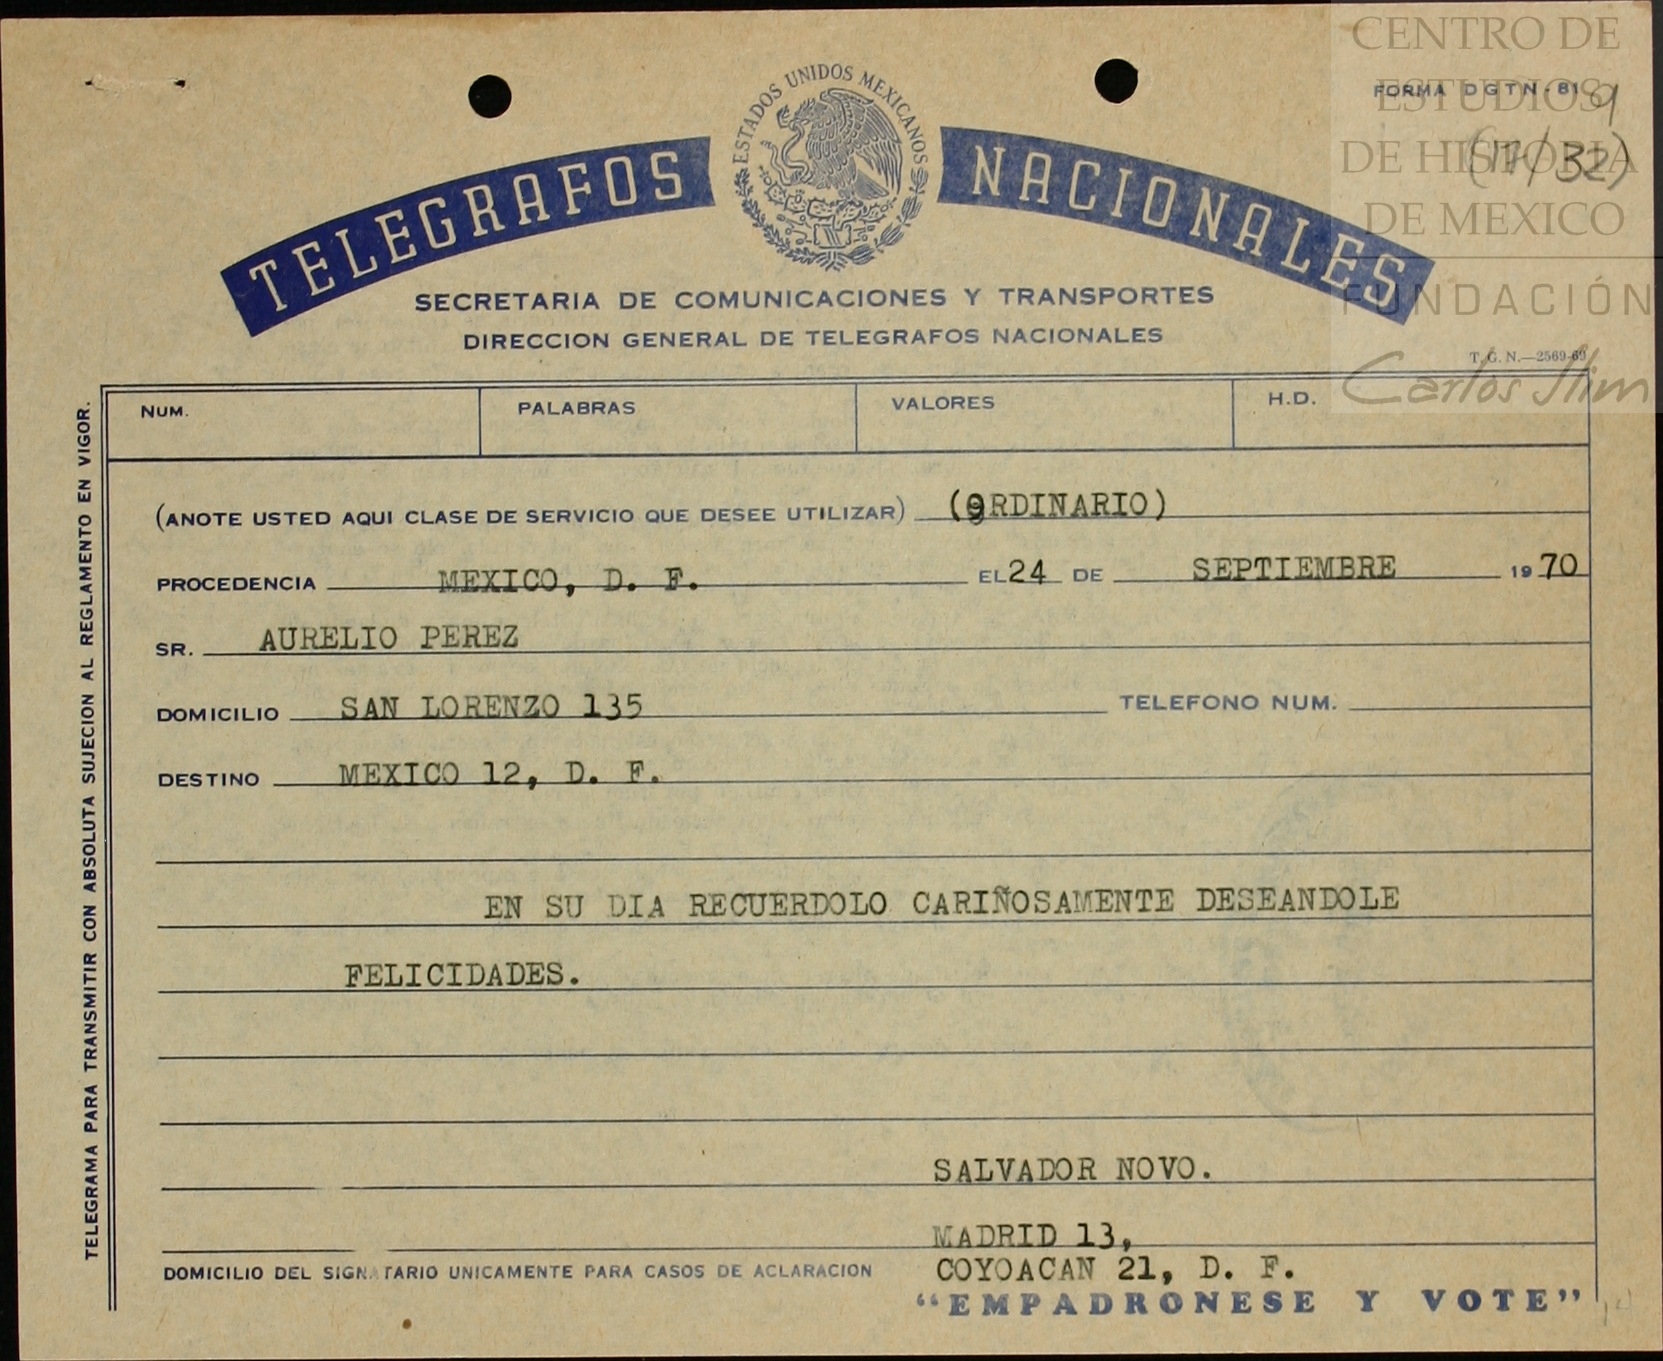 CENTRO DE
ESTUDIOS
DE HISTORIA
DE MEXICO
FUNDACIÓN
Carlos Slim
FORMA DGTN-81
9
(17/32)
ESTADOS UNIDOS MEXICANOS
TELEGRAFOS NACIONALES
SECRETARIA DE COMUNICACIONES Y TRANSPORTES
DIRECCION GENERAL DE TELEGRAFOS NACIONALES
T. G. N.—2569-69
NUM. PALABRAS VALORES H.D.
(ANOTE USTED AQUI CLASE DE SERVICIO QUE DESEE UTILIZAR) (ORDINARIO)
PROCEDENCIA MEXICO, D. F. EL 24 DE SEPTIEMBRE 1970
SR. AURELIO PEREZ
DOMICILIO SAN LORENZO 135 TELEFONO NUM.
DESTINO MEXICO 12, D. F.
EN SU DIA RECUERDOLO CARIÑOSAMENTE DESEANDOLE
FELICIDADES.
SALVADOR NOVO.
MADRID 13,
DOMICILIO DEL SIGNATARIO UNICAMENTE PARA CASOS DE ACLARACION COYOACAN 21, D. F.
"EMPADRONESE Y VOTE"
TELEGRAMA PARA TRANSMITIR CON ABSOLUTA SUJECION AL REGLAMENTO EN VIGOR.